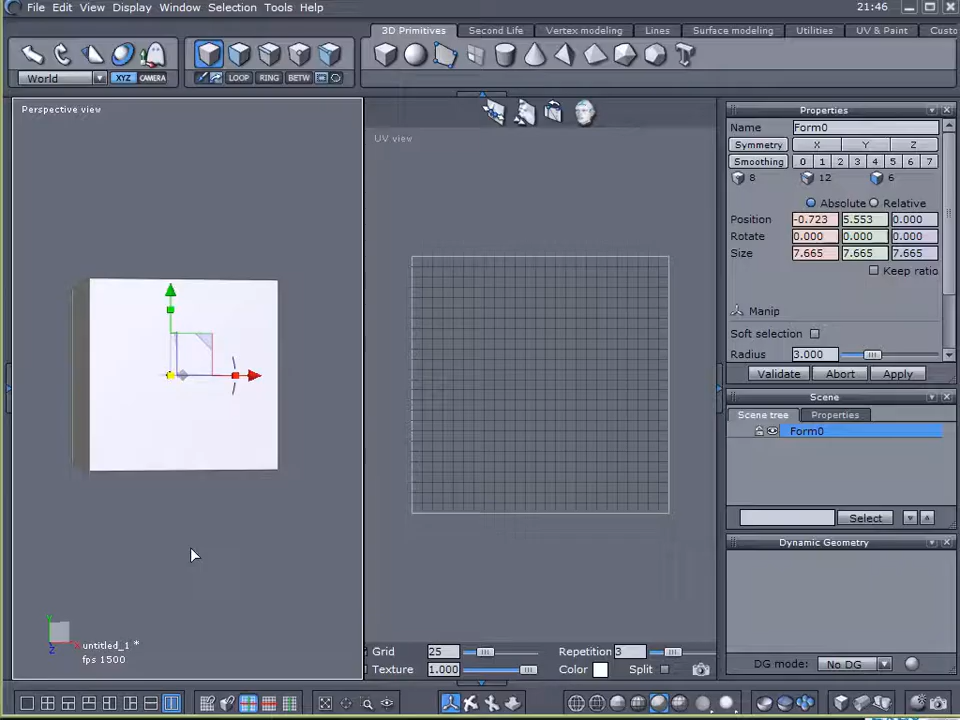 File Edit View Display Window Selection Tools Help 21:46
3D Primitives Second Life Vertex modeling Lines Surface modeling Utilities UV & Paint Custo
World XYZ CAMERA LOOP RING BETW
Perspective view
UV view
Properties
Name Form0
Symmetry X Y Z
Smoothing 0 1 2 3 4 5 6 7
8 12 6
Absolute Relative
Position -0.723 5.553 0.000
Rotate 0.000 0.000 0.000
Size 7.665 7.665 7.665
Keep ratio
Manip
Soft selection
Radius 3.000
Validate Abort Apply
Scene
Scene tree Properties
Form0
Select
Dynamic Geometry
DG mode: No DG
Y
X
Z
untitled_1 *
fps 1500
Grid 25 Repetition 3
Texture 1.000 Color Split